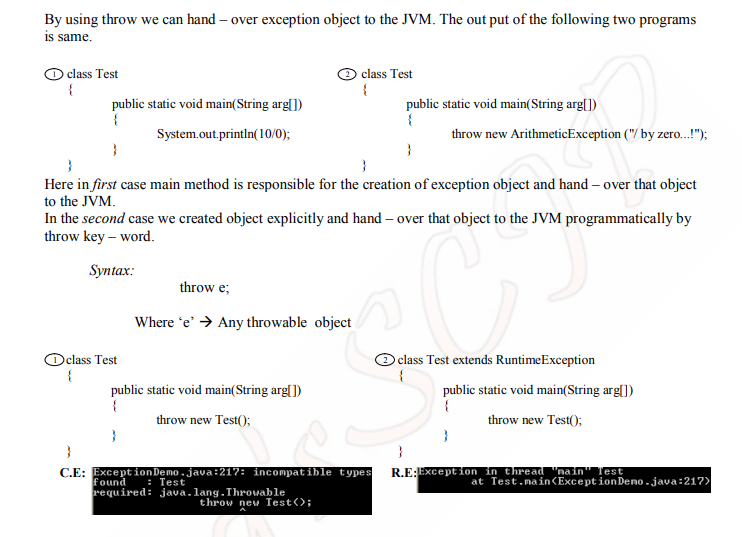 By using throw we can hand – over exception object to the JVM. The out put of the following two programs
is same.
1 class Test
{
public static void main(String arg[])
{
System.out.println(10/0);
}
}
2 class Test
{
public static void main(String arg[])
{
throw new ArithmeticException ("/ by zero...!");
}
}
Here in first case main method is responsible for the creation of exception object and hand – over that object
to the JVM.
In the second case we created object explicitly and hand – over that object to the JVM programmatically by
throw key – word.
Syntax:
throw e;
Where ‘e’ → Any throwable object
1 class Test
{
public static void main(String arg[])
{
throw new Test();
}
}
C.E: ExceptionDemo.java:217: incompatible types
found : Test
required: java.lang.Throwable
throw new Test();
^
2 class Test extends RuntimeException
{
public static void main(String arg[])
{
throw new Test();
}
}
R.E: Exception in thread "main" Test
at Test.main(ExceptionDemo.java:217)